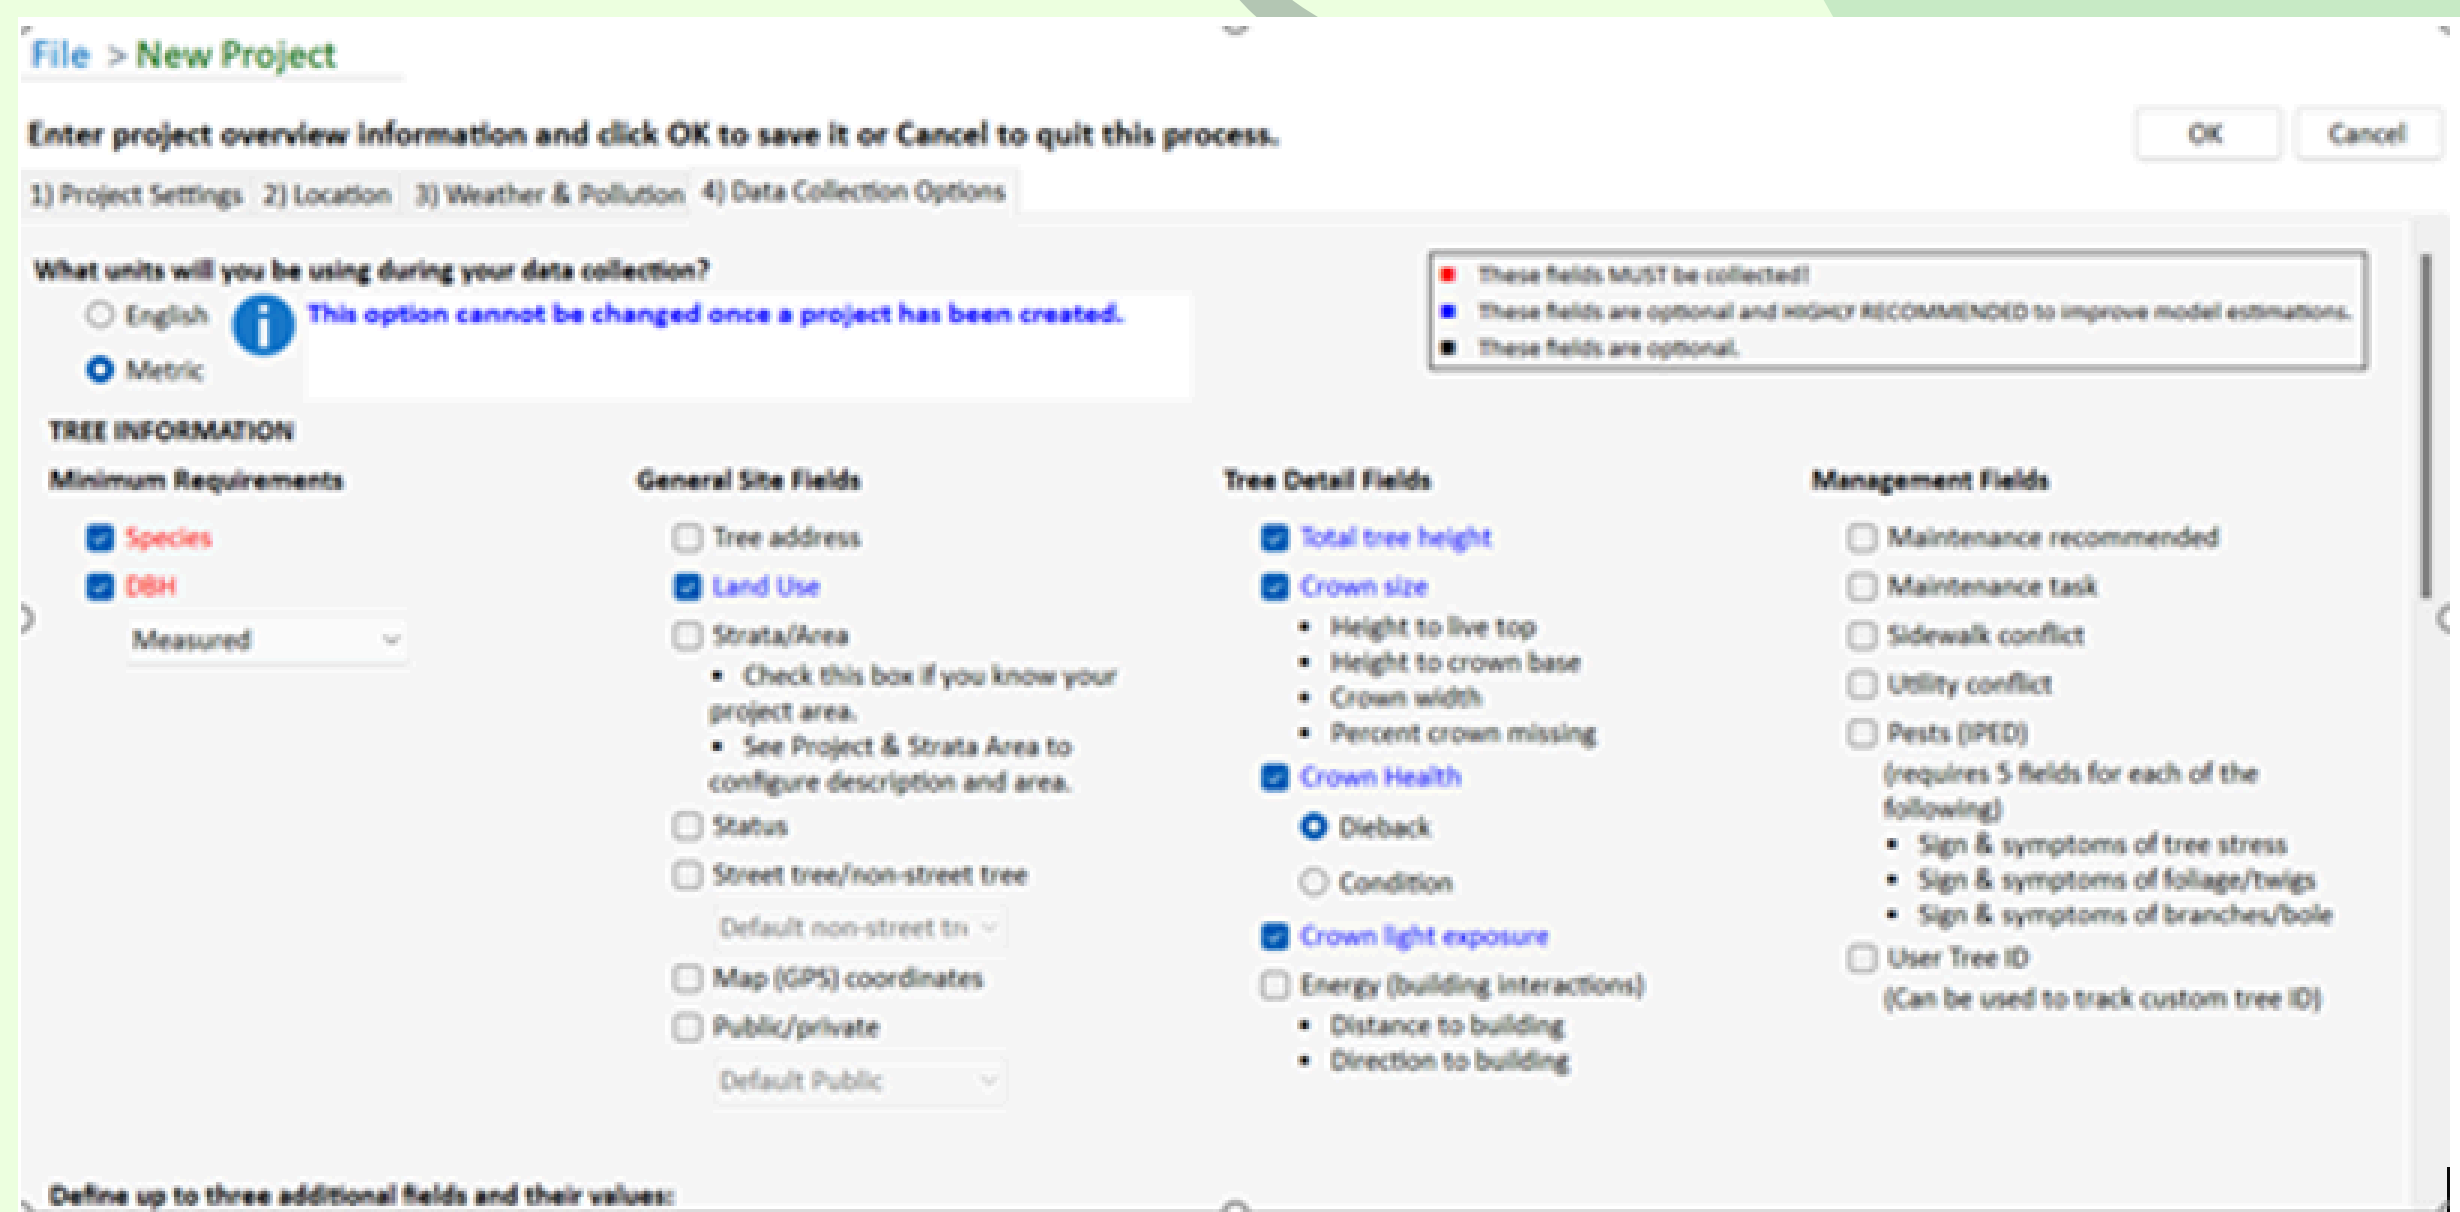 File > New Project
Enter project overview information and click OK to save it or Cancel to quit this process.
OK
Cancel
1) Project Settings
2) Location
3) Weather & Pollution
4) Data Collection Options
What units will you be using during your data collection?
English
Metric
This option cannot be changed once a project has been created.
These fields MUST be collected!
These fields are optional and HIGHLY RECOMMENDED to improve model estimations.
These fields are optional.
TREE INFORMATION
Minimum Requirements
Species
DBH
Measured
General Site Fields
Tree address
Land Use
Strata/Area
• Check this box if you know your
project area.
• See Project & Strata Area to
configure description and area.
Status
Street tree/non-street tree
Default non-street tre
Map (GPS) coordinates
Public/private
Default Public
Tree Detail Fields
Total tree height
Crown size
• Height to live top
• Height to crown base
• Crown width
• Percent crown missing
Crown Health
Dieback
Condition
Crown light exposure
Energy (building interactions)
• Distance to building
• Direction to building
Management Fields
Maintenance recommended
Maintenance task
Sidewalk conflict
Utility conflict
Pests (IPED)
(requires 5 fields for each of the
following)
• Sign & symptoms of tree stress
• Sign & symptoms of foliage/twigs
• Sign & symptoms of branches/bole
User Tree ID
(Can be used to track custom tree ID)
Define up to three additional fields and their values: